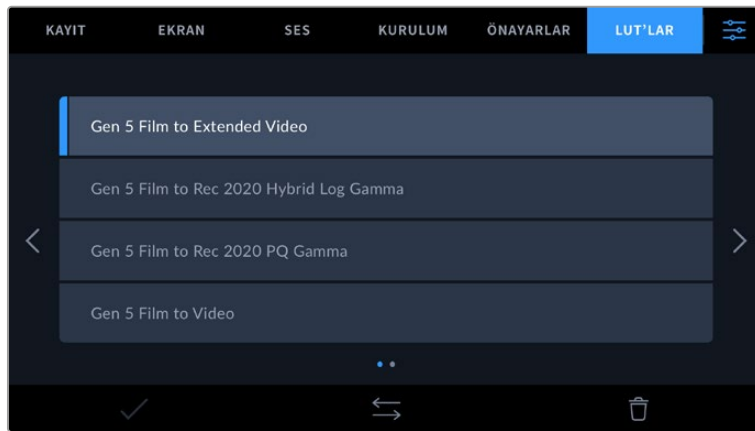 KAYIT EKRAN SES KURULUM ÖNAYARLAR LUT'LAR
Gen 5 Film to Extended Video
Gen 5 Film to Rec 2020 Hybrid Log Gamma
Gen 5 Film to Rec 2020 PQ Gamma
Gen 5 Film to Video